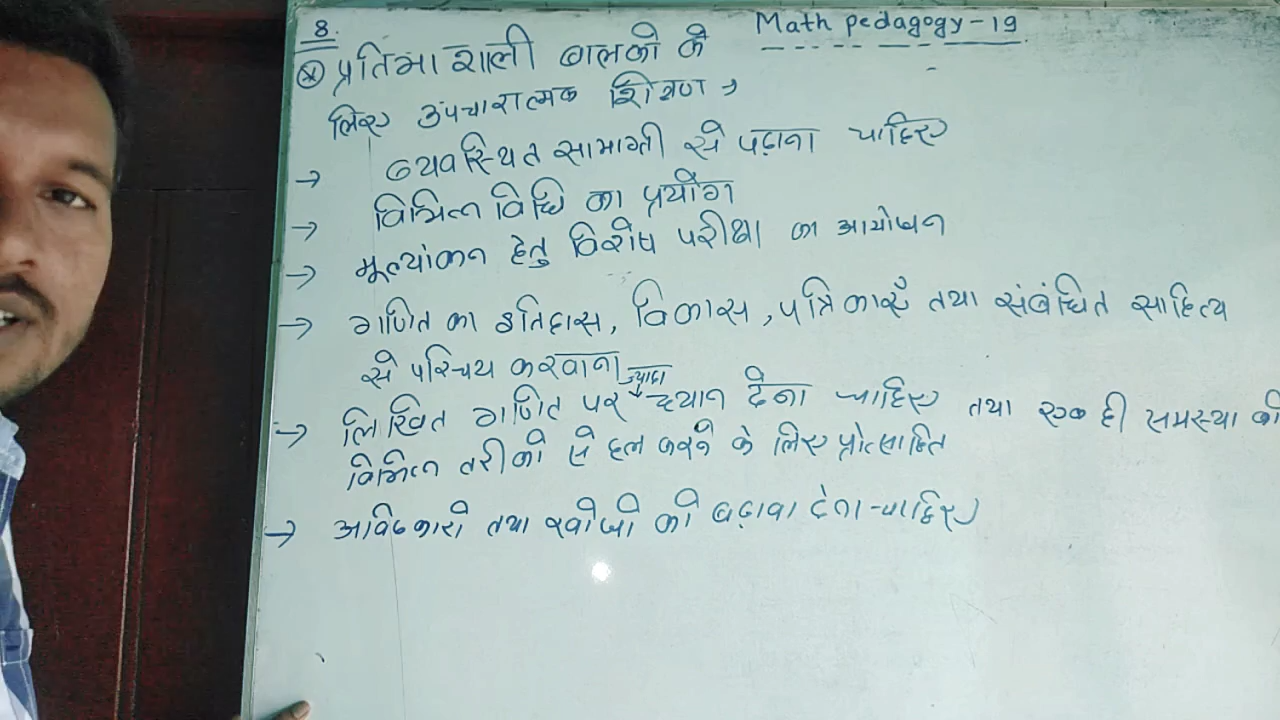 8.
Math pedagogy-19
प्रतिभाशाली बालको के
लिए उपचारात्मक शिक्षण →
→ व्यवस्थित सामाग्री से पढ़ाना चाहिए
→ विभिन्न विधि का प्रयोग
→ मूल्यांकन हेतु विशेष परीक्षा का आयोजन
→ गणित का इतिहास, विकास, पत्रिकाएँ तथा संबंधित साहित्य
से परिचय करवाना
→ लिखित गणित पर ज्यादा ध्यान देना चाहिए तथा एक ही समस्या को
विभिन्न तरीको से हल करने के लिए प्रोत्साहित
→ आविष्कारो तथा खोजो को बढ़ावा देना चाहिए